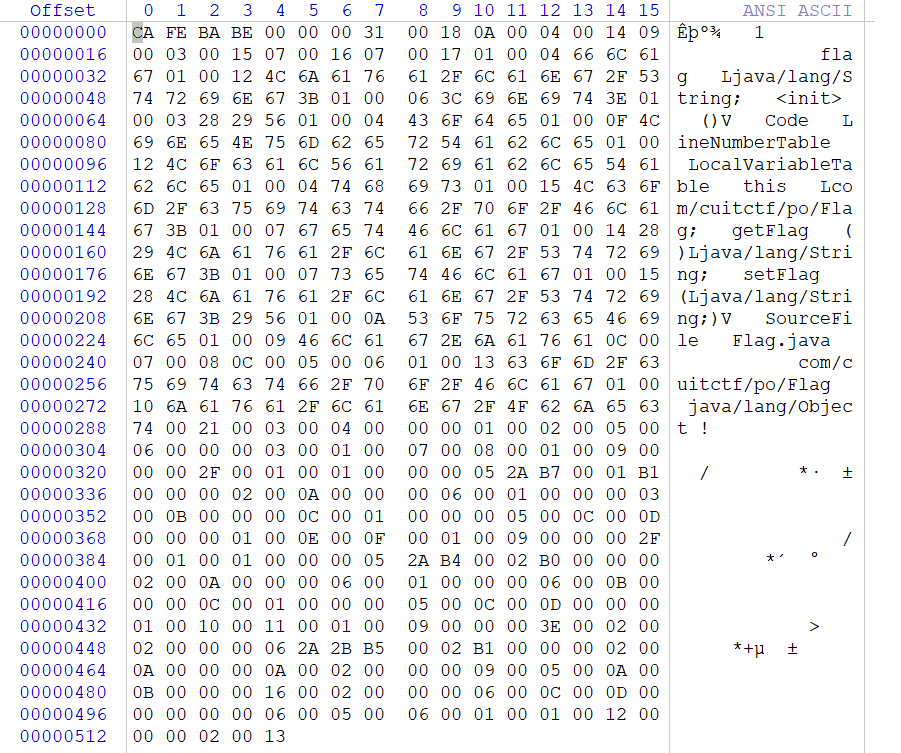 Offset 0 1 2 3 4 5 6 7 8 9 10 11 12 13 14 15 ANSI ASCII
00000000 CA FE BA BE 00 00 00 31 00 18 0A 00 04 00 14 09 Êþº¾ 1
00000016 00 03 00 15 07 00 16 07 00 17 01 00 04 66 6C 61 fla
00000032 67 01 00 12 4C 6A 61 76 61 2F 6C 61 6E 67 2F 53 g Ljava/lang/S
00000048 74 72 69 6E 67 3B 01 00 06 3C 69 6E 69 74 3E 01 tring; <init>
00000064 00 03 28 29 56 01 00 04 43 6F 64 65 01 00 0F 4C ()V Code L
00000080 69 6E 65 4E 75 6D 62 65 72 54 61 62 6C 65 01 00 ineNumberTable
00000096 12 4C 6F 63 61 6C 56 61 72 69 61 62 6C 65 54 61 LocalVariableTa
00000112 62 6C 65 01 00 04 74 68 69 73 01 00 15 4C 63 6F ble this Lco
00000128 6D 2F 63 75 69 74 63 74 66 2F 70 6F 2F 46 6C 61 m/cuitctf/po/Fla
00000144 67 3B 01 00 07 67 65 74 46 6C 61 67 01 00 14 28 g; getFlag (
00000160 29 4C 6A 61 76 61 2F 6C 61 6E 67 2F 53 74 72 69 )Ljava/lang/Stri
00000176 6E 67 3B 01 00 07 73 65 74 46 6C 61 67 01 00 15 ng; setFlag
00000192 28 4C 6A 61 76 61 2F 6C 61 6E 67 2F 53 74 72 69 (Ljava/lang/Stri
00000208 6E 67 3B 29 56 01 00 0A 53 6F 75 72 63 65 46 69 ng;)V SourceFi
00000224 6C 65 01 00 09 46 6C 61 67 2E 6A 61 76 61 0C 00 le Flag.java
00000240 07 00 08 0C 00 05 00 06 01 00 13 63 6F 6D 2F 63 com/c
00000256 75 69 74 63 74 66 2F 70 6F 2F 46 6C 61 67 01 00 uitctf/po/Flag
00000272 10 6A 61 76 61 2F 6C 61 6E 67 2F 4F 62 6A 65 63 java/lang/Objec
00000288 74 00 21 00 03 00 04 00 00 00 01 00 02 00 05 00 t !
00000304 06 00 00 00 03 00 01 00 07 00 08 00 01 00 09 00
00000320 00 00 2F 00 01 00 01 00 00 00 05 2A B7 00 01 B1 / *· ±
00000336 00 00 00 02 00 0A 00 00 00 06 00 01 00 00 00 03
00000352 00 0B 00 00 00 0C 00 01 00 00 00 05 00 0C 00 0D
00000368 00 00 00 01 00 0E 00 0F 00 01 00 09 00 00 00 2F /
00000384 00 01 00 01 00 00 00 05 2A B4 00 02 B0 00 00 00 *´ °
00000400 02 00 0A 00 00 00 06 00 01 00 00 00 06 00 0B 00
00000416 00 00 0C 00 01 00 00 00 05 00 0C 00 0D 00 00 00
00000432 01 00 10 00 11 00 01 00 09 00 00 00 3E 00 02 00 >
00000448 02 00 00 00 06 2A 2B B5 00 02 B1 00 00 00 02 00 *+µ ±
00000464 0A 00 00 00 0A 00 02 00 00 00 09 00 05 00 0A 00
00000480 0B 00 00 00 16 00 02 00 00 00 06 00 0C 00 0D 00
00000496 00 00 00 00 06 00 05 00 06 00 01 00 01 00 12 00
00000512 00 00 02 00 13